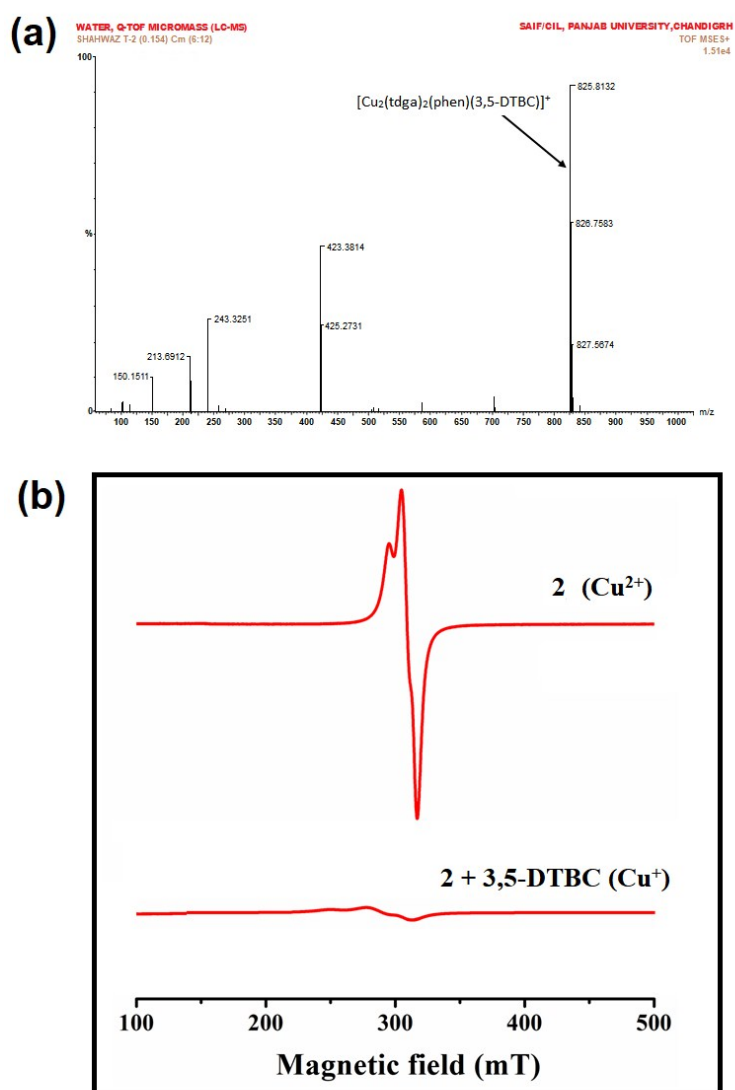 (a)
WATER, Q-TOF MICROMASS (LC-MS)
SAIF/CIL, PANJAB UNIVERSITY,CHANDIGRH
SHAHWAZ T-2 (0.154) Cm (6:12)
TOF MSES+
1.51e4
100
825.8132
[Cu₂(tdga)₂(phen)(3,5-DTBC)]⁺
826.7583
%
423.3814
425.2731
827.5674
243.3251
213.6912
150.1511
0
m/z
100 150 200 250 300 350 400 450 500 550 600 650 700 750 800 850 900 950 1000
(b)
2 (Cu²⁺)
2 + 3,5-DTBC (Cu⁺)
100 200 300 400 500
Magnetic field (mT)